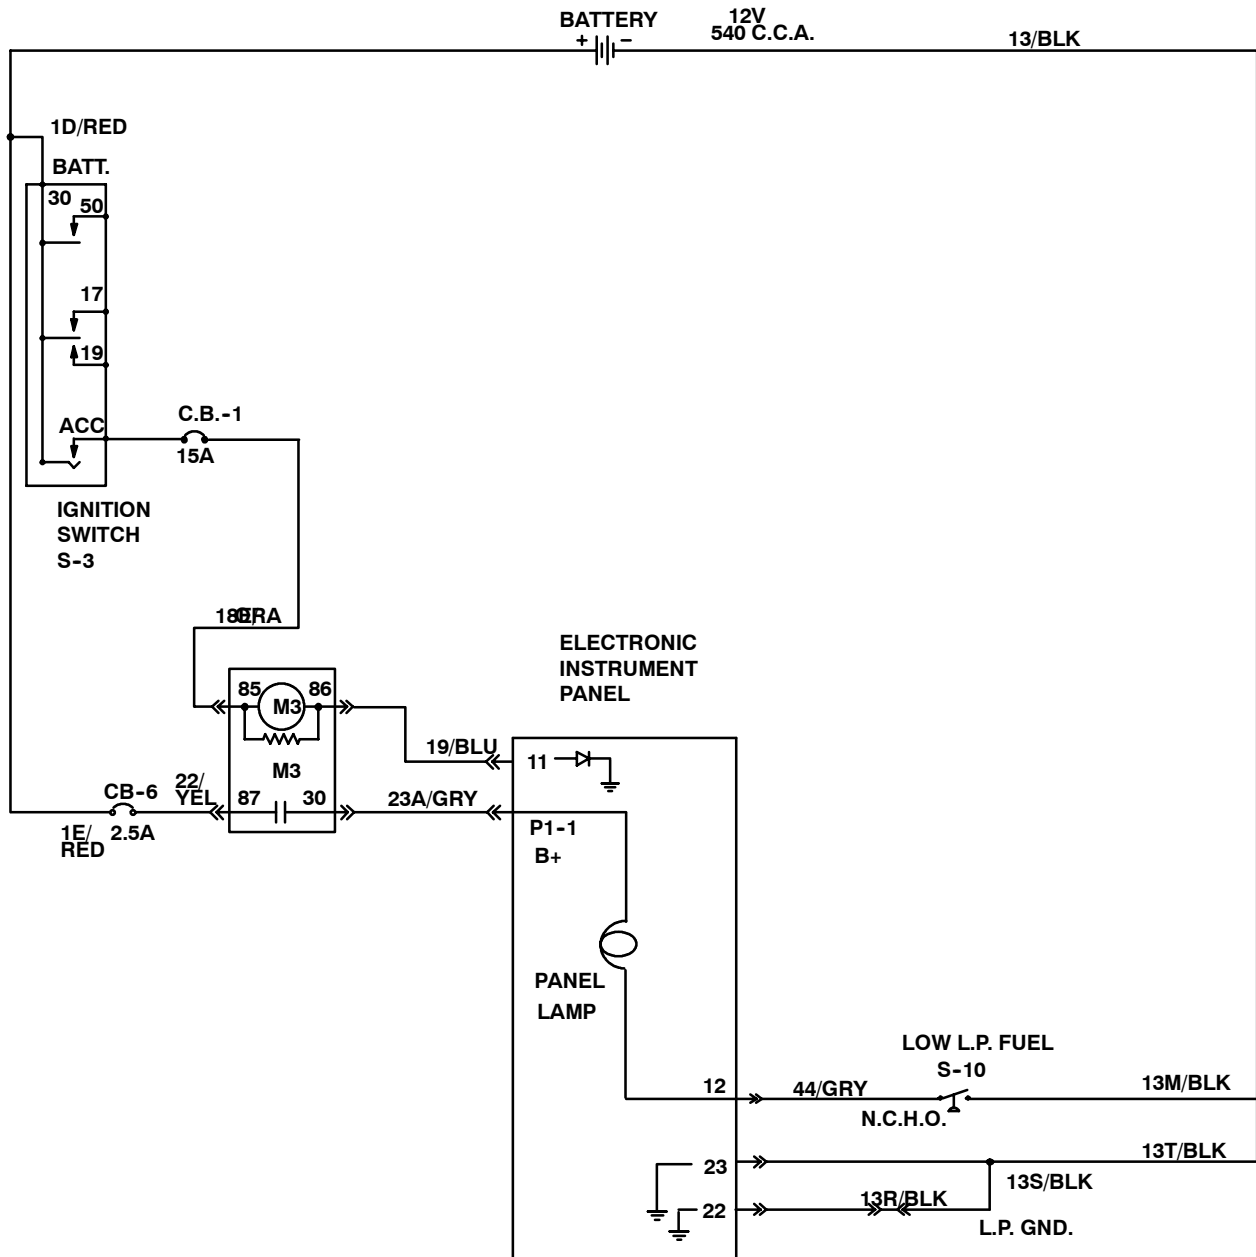 BATTERY
12V
540 C.C.A.
+
−
13/BLK
1D/RED
BATT.
30
50
17
19
ACC
C.B.-1
15A
IGNITION
SWITCH
S-3
ELECTRONIC
INSTRUMENT
PANEL
85
M3
86
19/BLU
11
M3
CB-6
22/
YEL
87
30
23A/GRY
1E/
RED
2.5A
P1-1
B+
PANEL
LAMP
LOW L.P. FUEL
S-10
12
44/GRY
N.C.H.O.
13M/BLK
23
13T/BLK
13S/BLK
22
13R/BLK
L.P. GND.